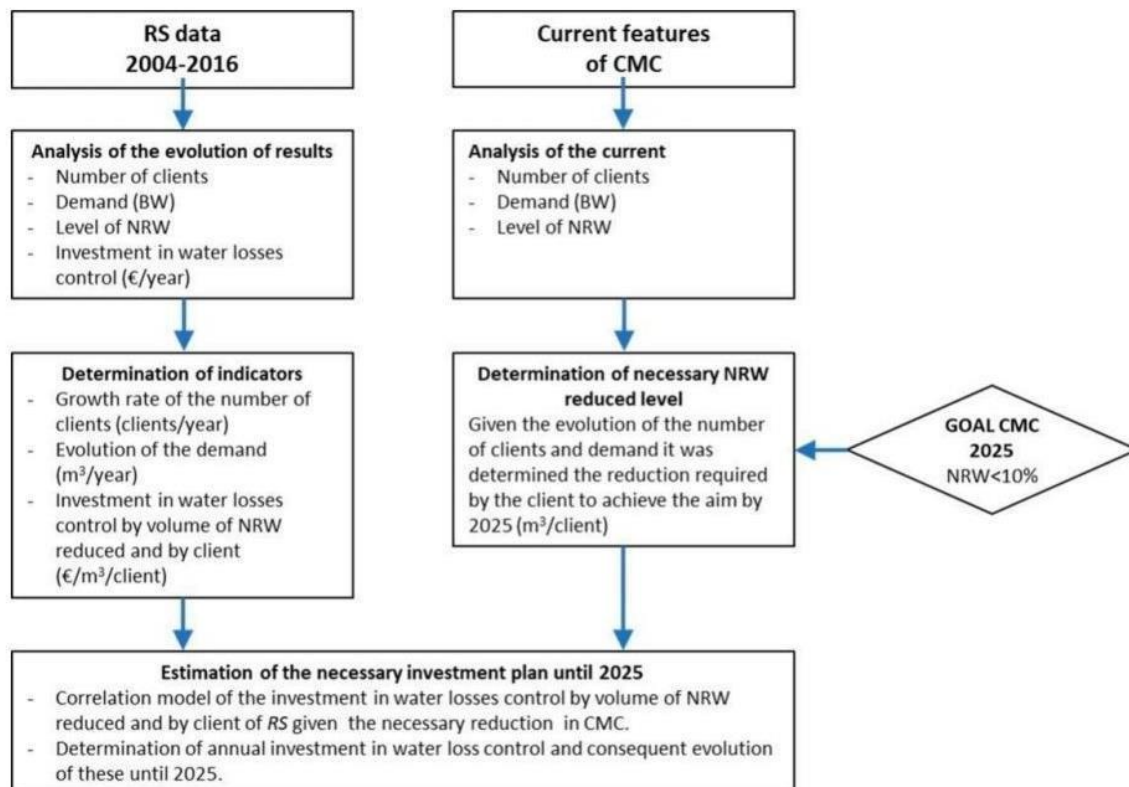 RS data
2004-2016
Current features
of CMC
Analysis of the evolution of results
- Number of clients
- Demand (BW)
- Level of NRW
- Investment in water losses
control (€/year)
Analysis of the current
- Number of clients
- Demand (BW)
- Level of NRW
Determination of indicators
- Growth rate of the number of
clients (clients/year)
- Evolution of the demand
(m³/year)
- Investment in water losses
control by volume of NRW
reduced and by client
(€/m³/client)
Determination of necessary NRW
reduced level
Given the evolution of the number
of clients and demand it was
determined the reduction required
by the client to achieve the aim by
2025 (m³/client)
GOAL CMC
2025
NRW<10%
Estimation of the necessary investment plan until 2025
- Correlation model of the investment in water losses control by volume of NRW
reduced and by client of RS given the necessary reduction in CMC.
- Determination of annual investment in water loss control and consequent evolution
of these until 2025.